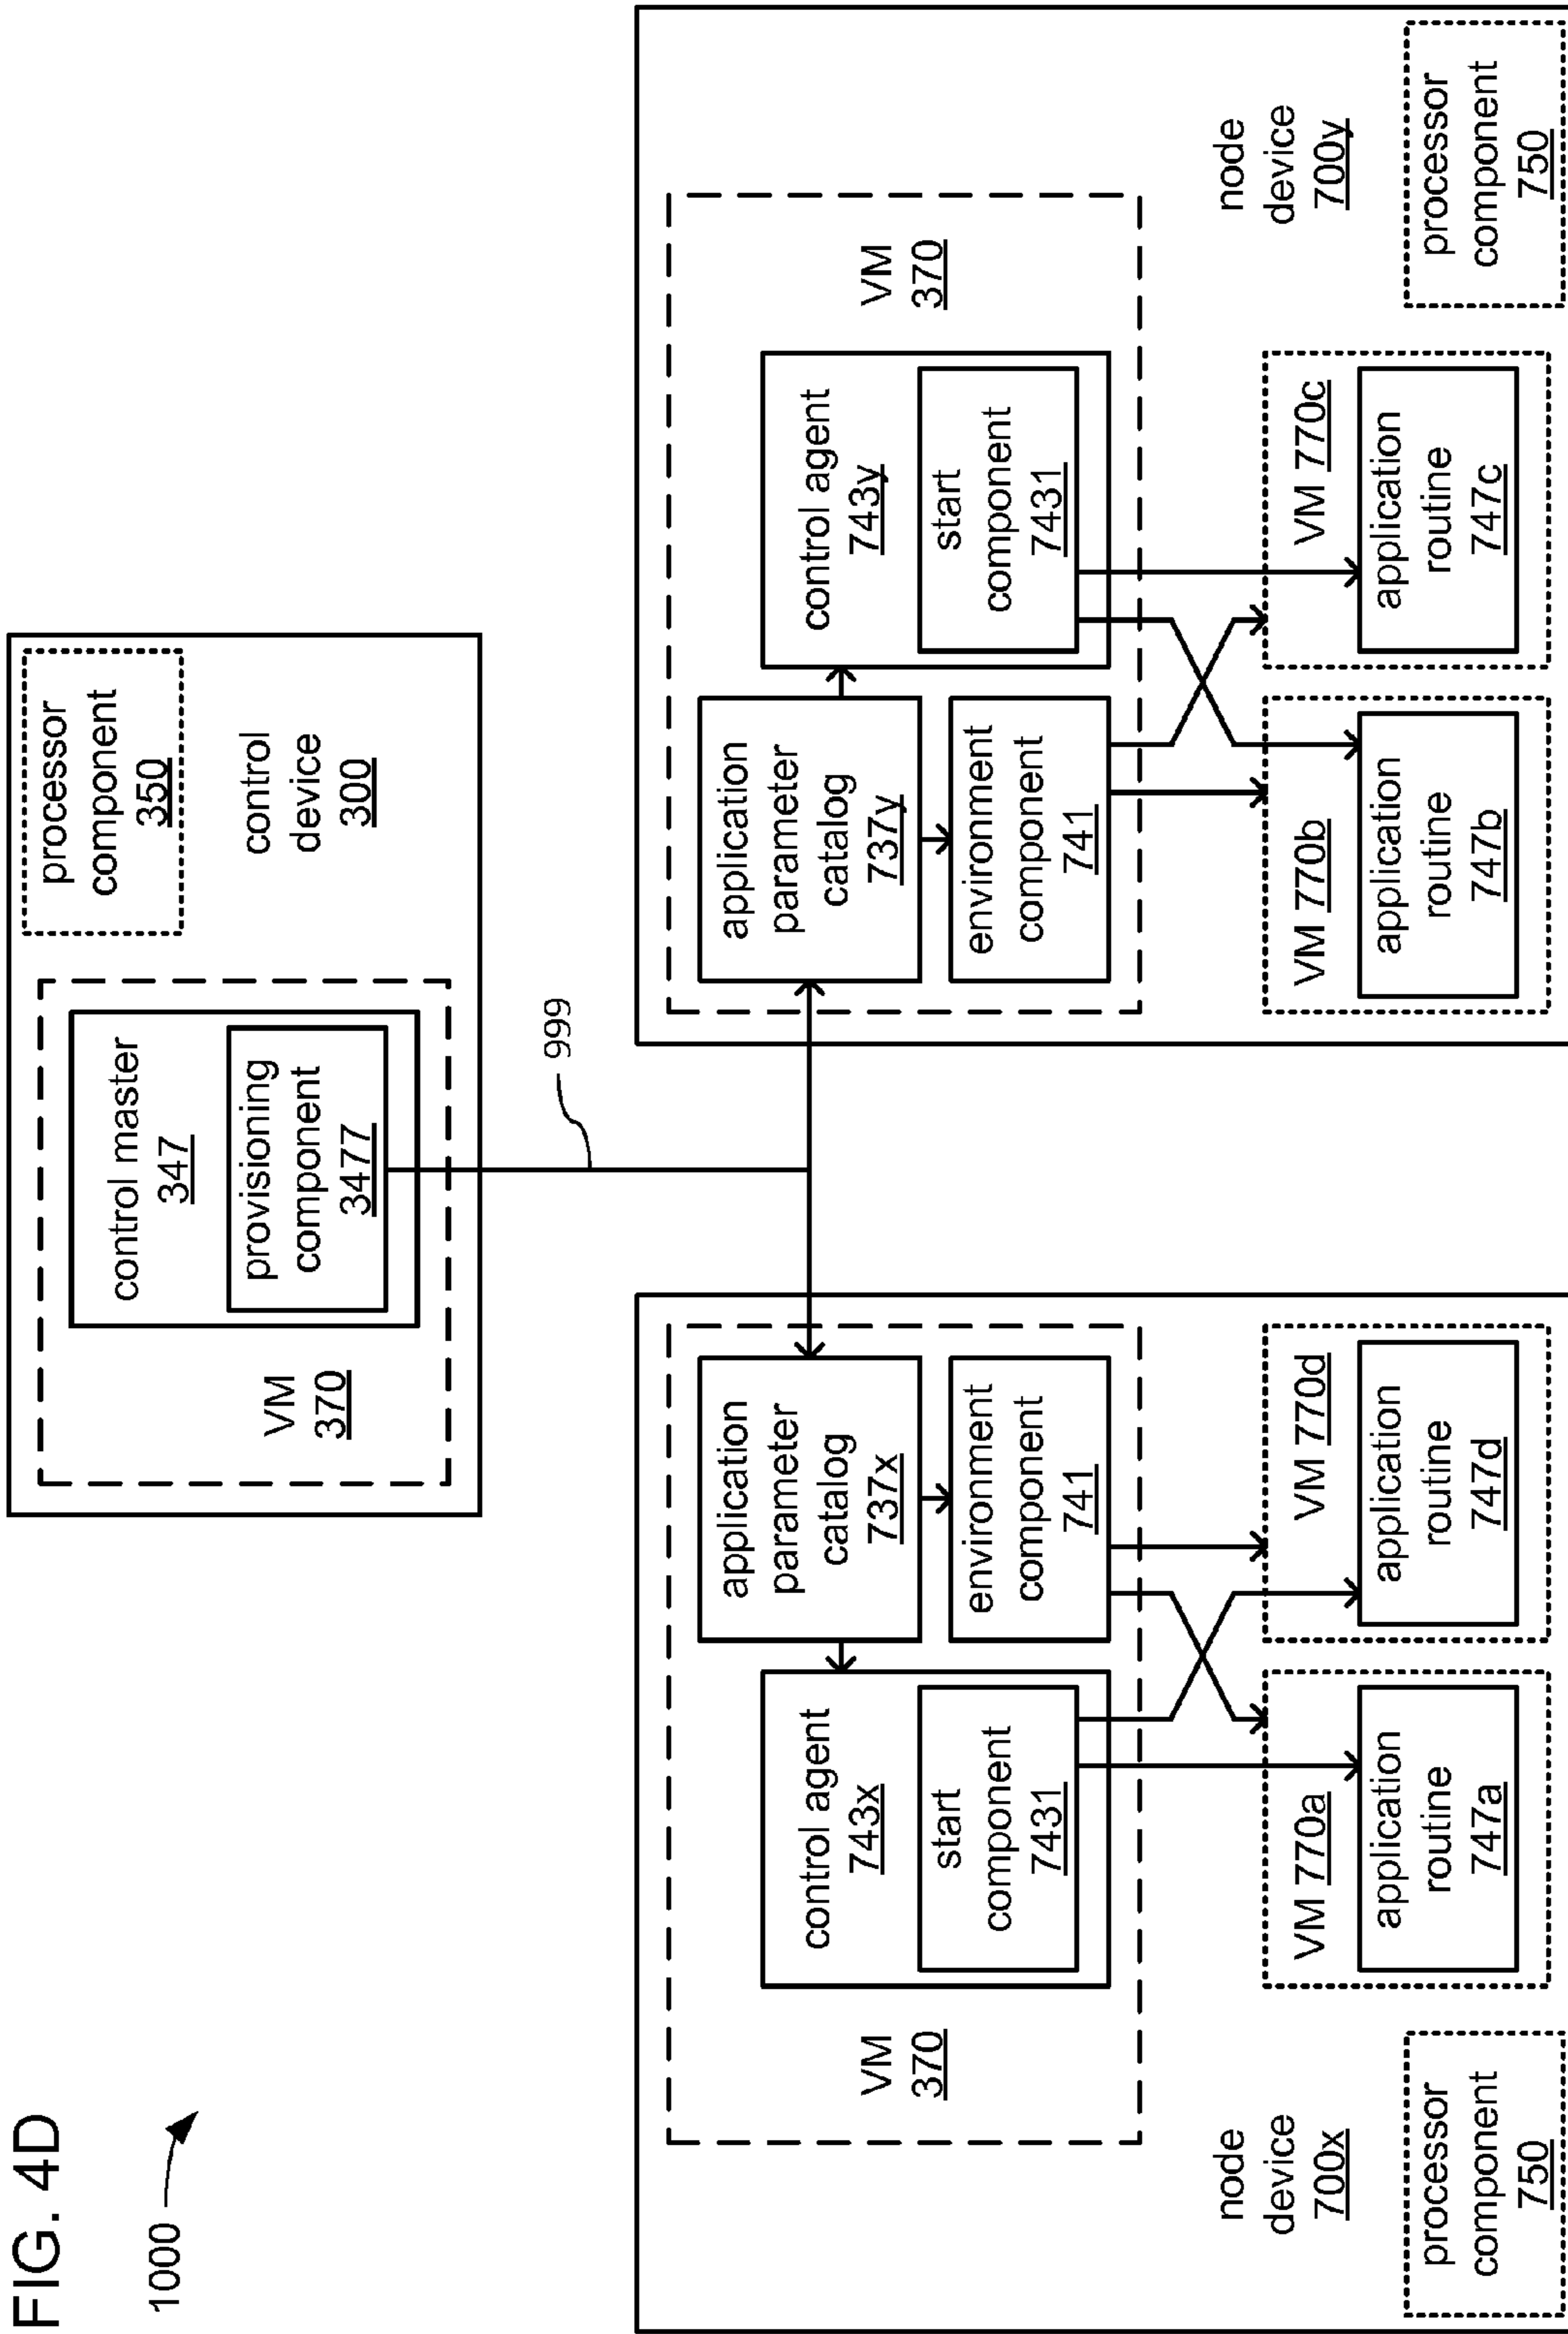 FIG. 4D
1000
control master
347
provisioning
component
3477
VM
370
processor
component
350
control
device
300
999
VM
370
control agent
743x
start
component
7431
application
parameter
catalog
737x
environment
component
741
node
device
700x
processor
component
750
VM 770a
application
routine
747a
VM 770d
application
routine
747d
application
parameter
catalog
737y
environment
component
741
control agent
743y
start
component
7431
VM
370
VM 770b
application
routine
747b
VM 770c
application
routine
747c
node
device
700y
processor
component
750